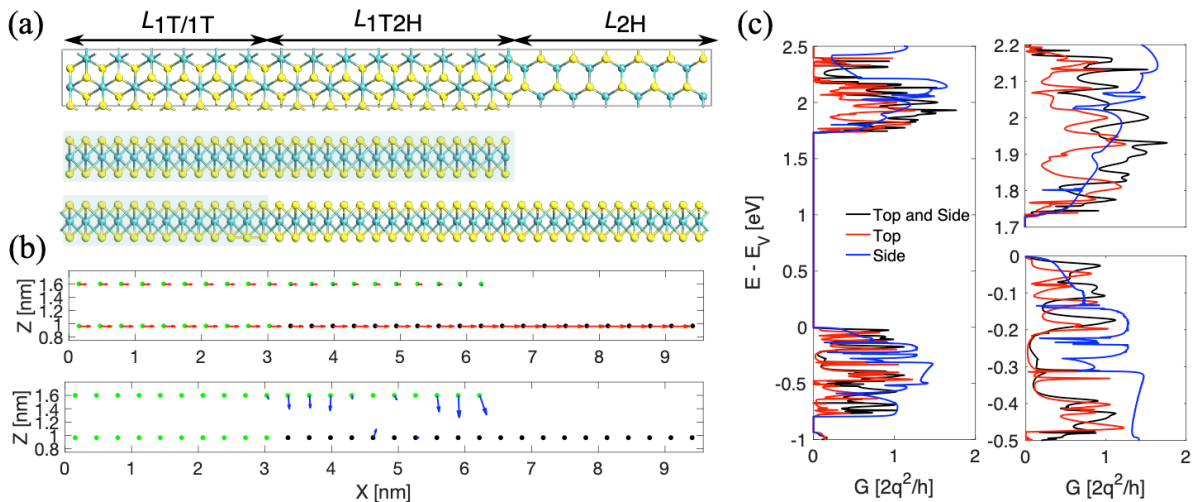 (a)
L1T/1T L1T2H L2H
(b)
Z [nm]
1.6
1.4
1.2
1
0.8
0 1 2 3 4 5 6 7 8 9
Z [nm]
1.6
1.4
1.2
1
0.8
0 1 2 3 4 5 6 7 8 9
X [nm]
(c)
E - EV [eV]
2.5
2
1.5
1
0.5
0
-0.5
-1
0 1 2
G [2q²/h]
Top and Side
Top
Side
2.2
2.1
2
1.9
1.8
1.7
0
-0.1
-0.2
-0.3
-0.4
-0.5
0 1 2
G [2q²/h]